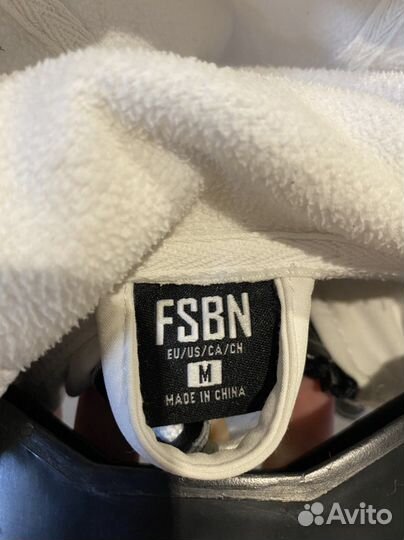 FSBN
EU/US/CA/CH
M
MADE IN CHINA
Avito